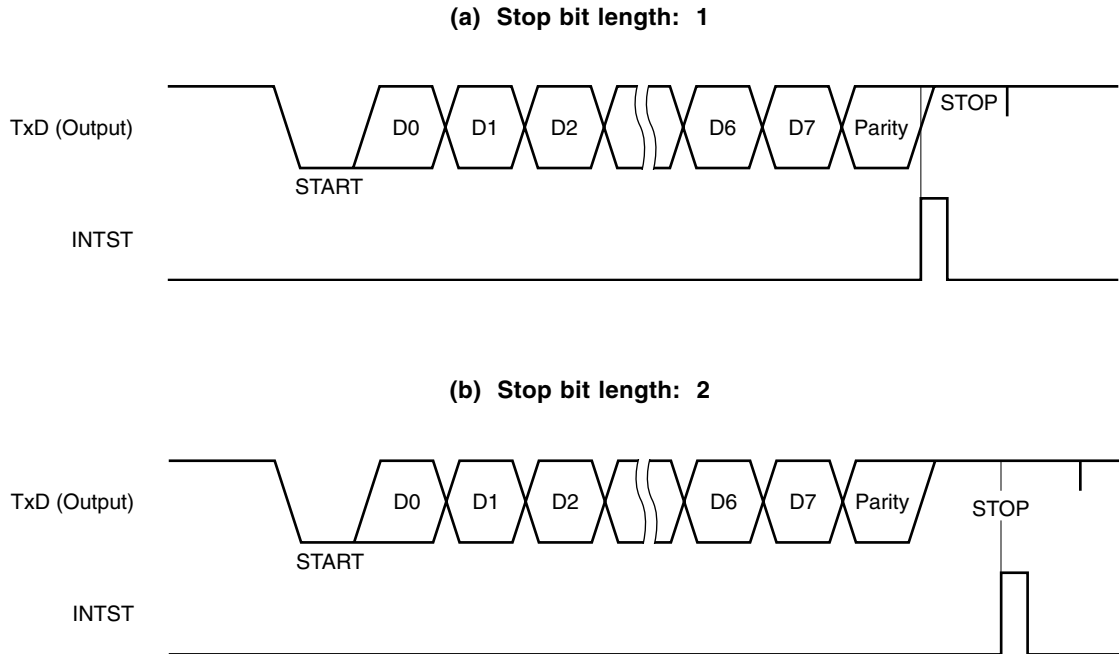 (a) Stop bit length: 1
TxD (Output)
D0 D1 D2 D6 D7 Parity STOP
START
INTST
(b) Stop bit length: 2
TxD (Output)
D0 D1 D2 D6 D7 Parity STOP
START
INTST